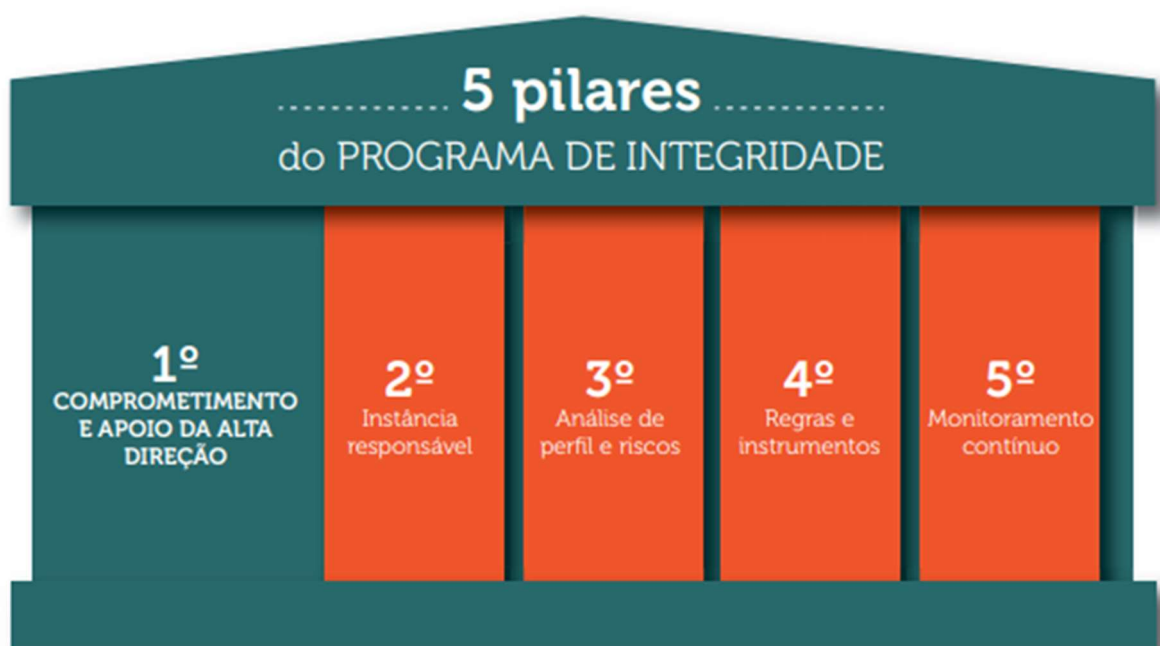 5 pilares
do PROGRAMA DE INTEGRIDADE
1º
COMPROMETIMENTO
E APOIO DA ALTA
DIREÇÃO
2º
Instância
responsável
3º
Análise de
perfil e riscos
4º
Regras e
instrumentos
5º
Monitoramento
contínuo